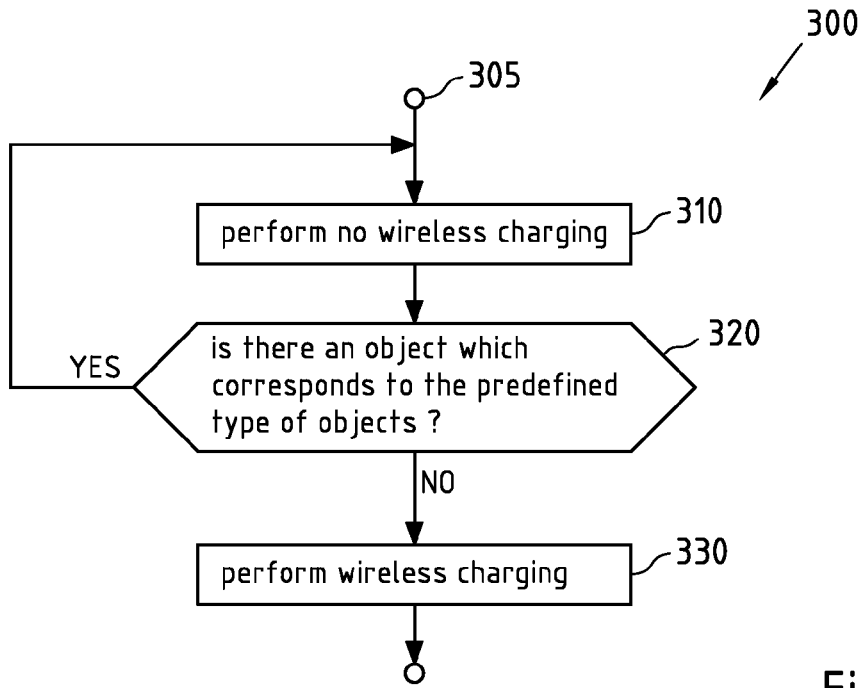 300
305
perform no wireless charging
310
is there an object which
corresponds to the predefined
type of objects ?
320
YES
NO
perform wireless charging
330